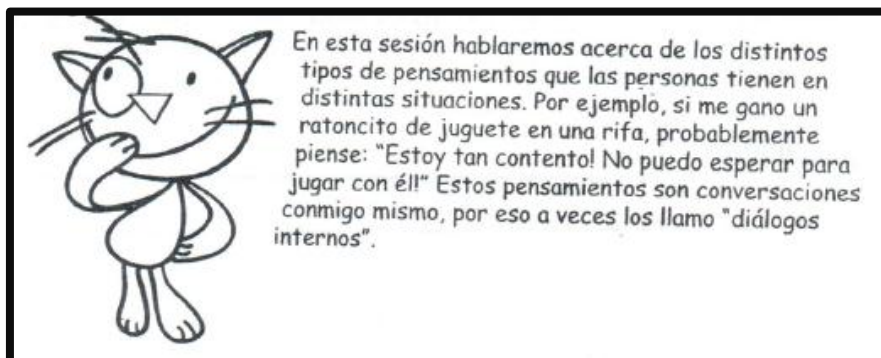 En esta sesión hablaremos acerca de los distintos
tipos de pensamientos que las personas tienen en
distintas situaciones. Por ejemplo, si me gano un
ratoncito de juguete en una rifa, probablemente
piense: "Estoy tan contento! No puedo esperar para
jugar con él!" Estos pensamientos son conversaciones
conmigo mismo, por eso a veces los llamo "diálogos
internos".